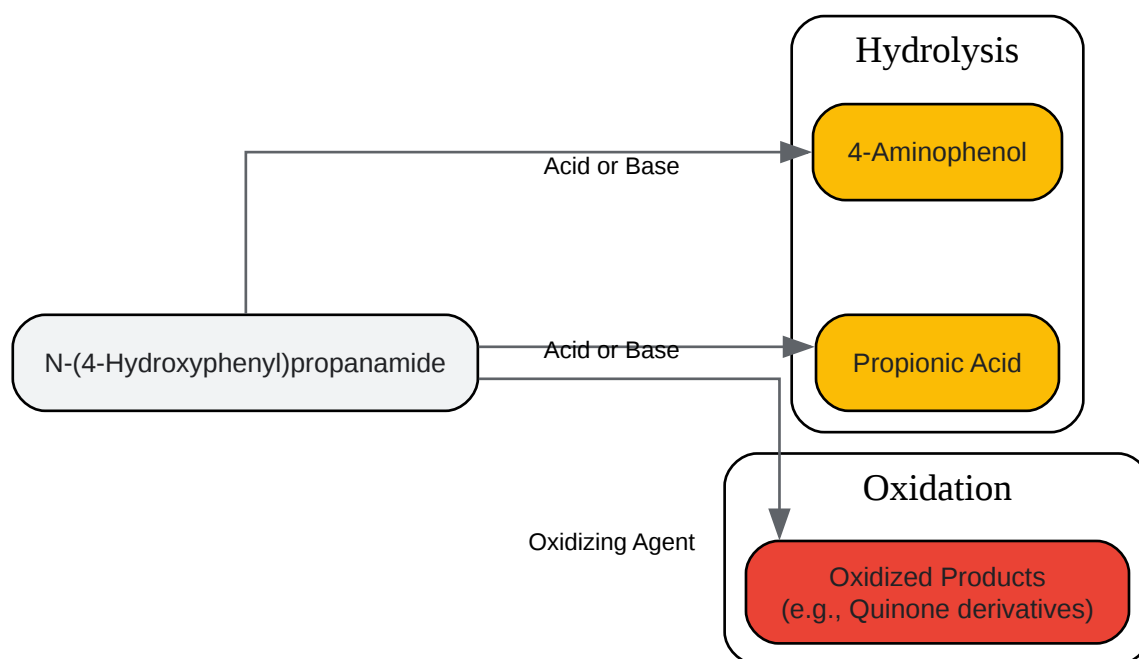 Hydrolysis
4-Aminophenol
Acid or Base
N-(4-Hydroxyphenyl)propanamide
Acid or Base
Propionic Acid
Oxidation
Oxidizing Agent
Oxidized Products
(e.g., Quinone derivatives)